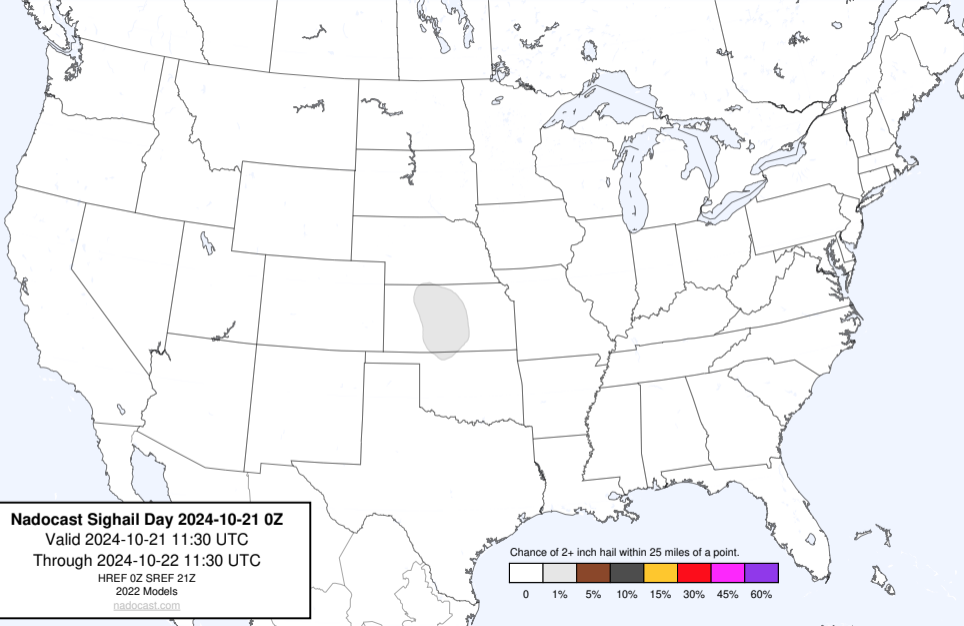 Nadocast Sighail Day 2024-10-21 0Z
Valid 2024-10-21 11:30 UTC
Through 2024-10-22 11:30 UTC
HREF 0Z SREF 21Z
2022 Models
nadocast.com
Chance of 2+ inch hail within 25 miles of a point.
0 1% 5% 10% 15% 30% 45% 60%